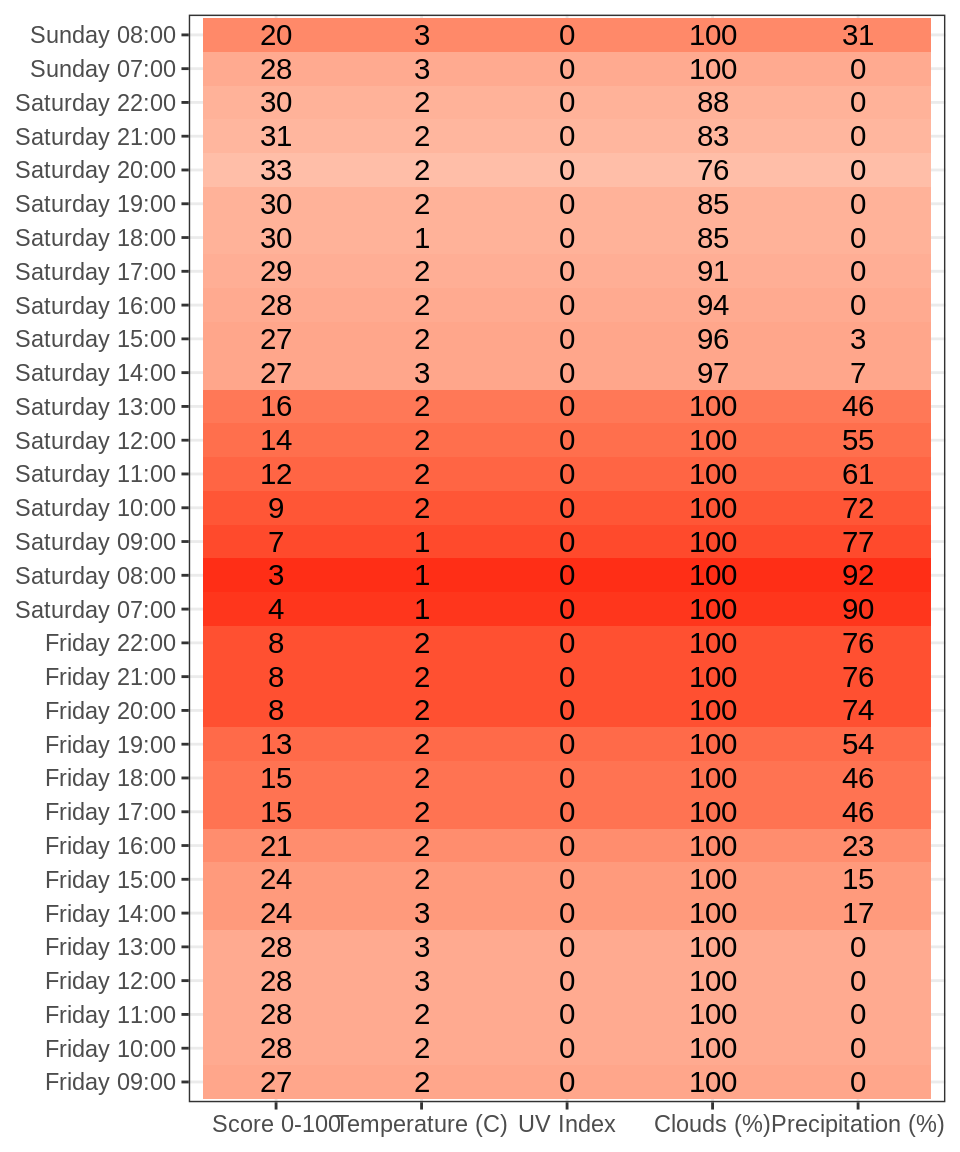 Sunday 08:00 20 3 0 100 31
Sunday 07:00 28 3 0 100 0
Saturday 22:00 30 2 0 88 0
Saturday 21:00 31 2 0 83 0
Saturday 20:00 33 2 0 76 0
Saturday 19:00 30 2 0 85 0
Saturday 18:00 30 1 0 85 0
Saturday 17:00 29 2 0 91 0
Saturday 16:00 28 2 0 94 0
Saturday 15:00 27 2 0 96 3
Saturday 14:00 27 3 0 97 7
Saturday 13:00 16 2 0 100 46
Saturday 12:00 14 2 0 100 55
Saturday 11:00 12 2 0 100 61
Saturday 10:00 9 2 0 100 72
Saturday 09:00 7 1 0 100 77
Saturday 08:00 3 1 0 100 92
Saturday 07:00 4 1 0 100 90
Friday 22:00 8 2 0 100 76
Friday 21:00 8 2 0 100 76
Friday 20:00 8 2 0 100 74
Friday 19:00 13 2 0 100 54
Friday 18:00 15 2 0 100 46
Friday 17:00 15 2 0 100 46
Friday 16:00 21 2 0 100 23
Friday 15:00 24 2 0 100 15
Friday 14:00 24 3 0 100 17
Friday 13:00 28 3 0 100 0
Friday 12:00 28 3 0 100 0
Friday 11:00 28 2 0 100 0
Friday 10:00 28 2 0 100 0
Friday 09:00 27 2 0 100 0
Score 0-100 Temperature (C) UV Index Clouds (%) Precipitation (%)